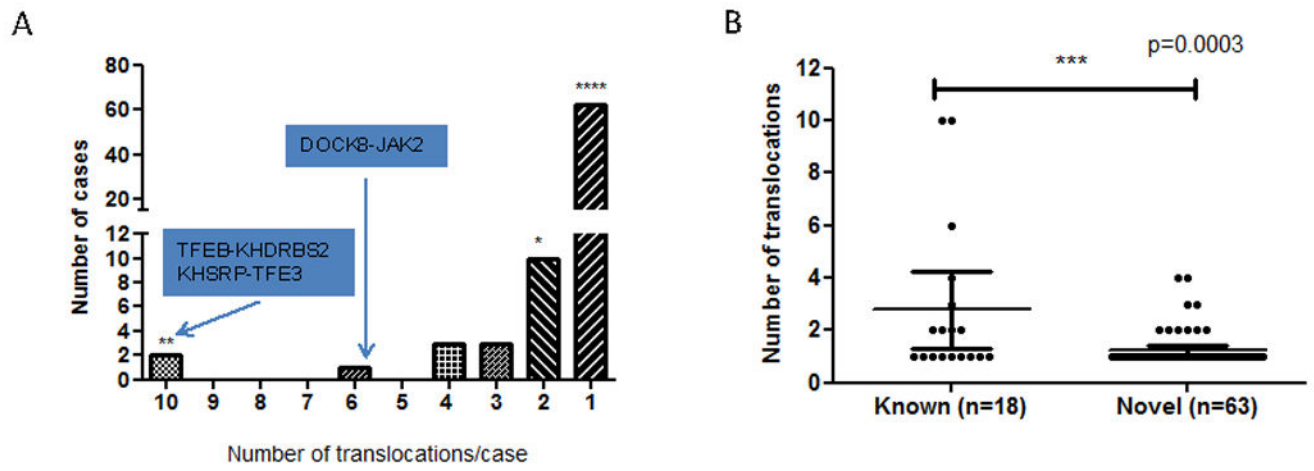 A
B
p=0.0003
***
Number of cases
80
60
40
20
12
10
8
6
4
2
0
****
DOCK8-JAK2
TFEB-KHDRBS2
KHSRP-TFE3
*
**
10 9 8 7 6 5 4 3 2 1
Number of translocations/case
Number of translocations
12
10
8
6
4
2
0
Known (n=18) Novel (n=63)